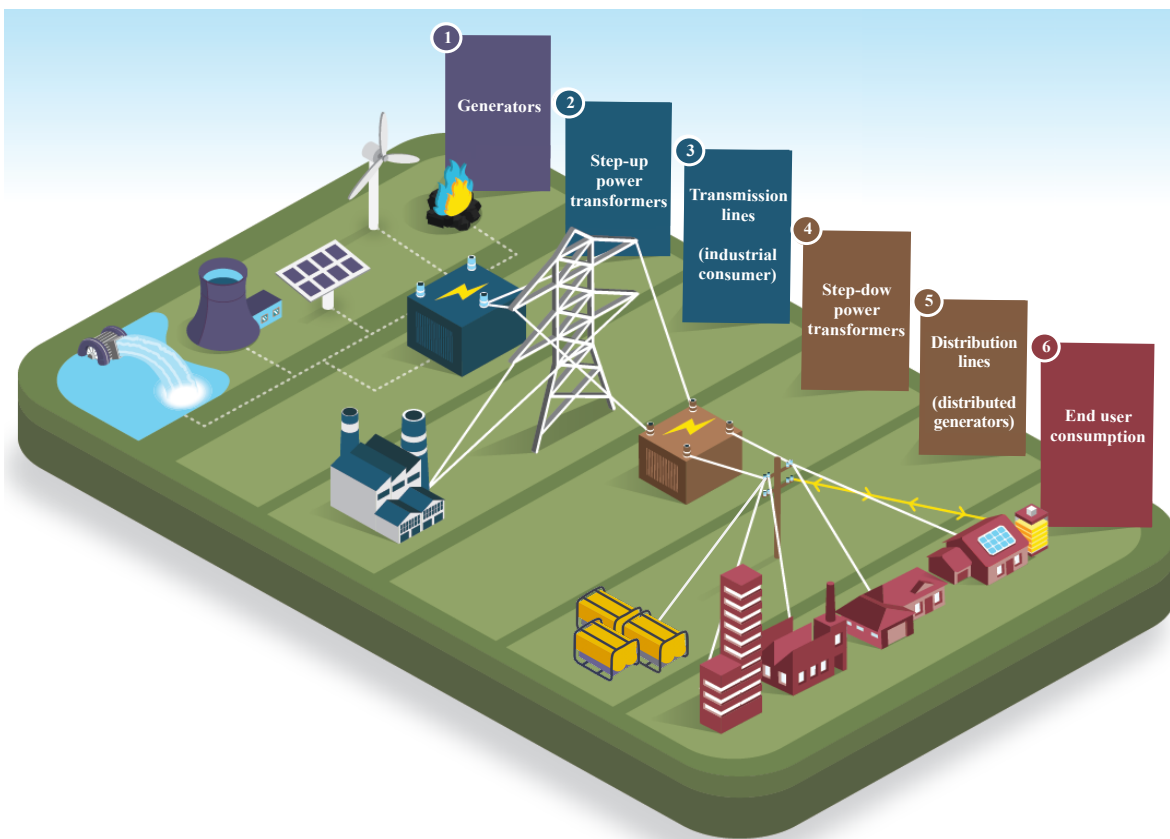 1
Generators
2
Step-up
power
transformers
3
Transmission
lines
(industrial
consumer)
4
Step-dow
power
transformers
5
Distribution
lines
(distributed
generators)
6
End user
consumption